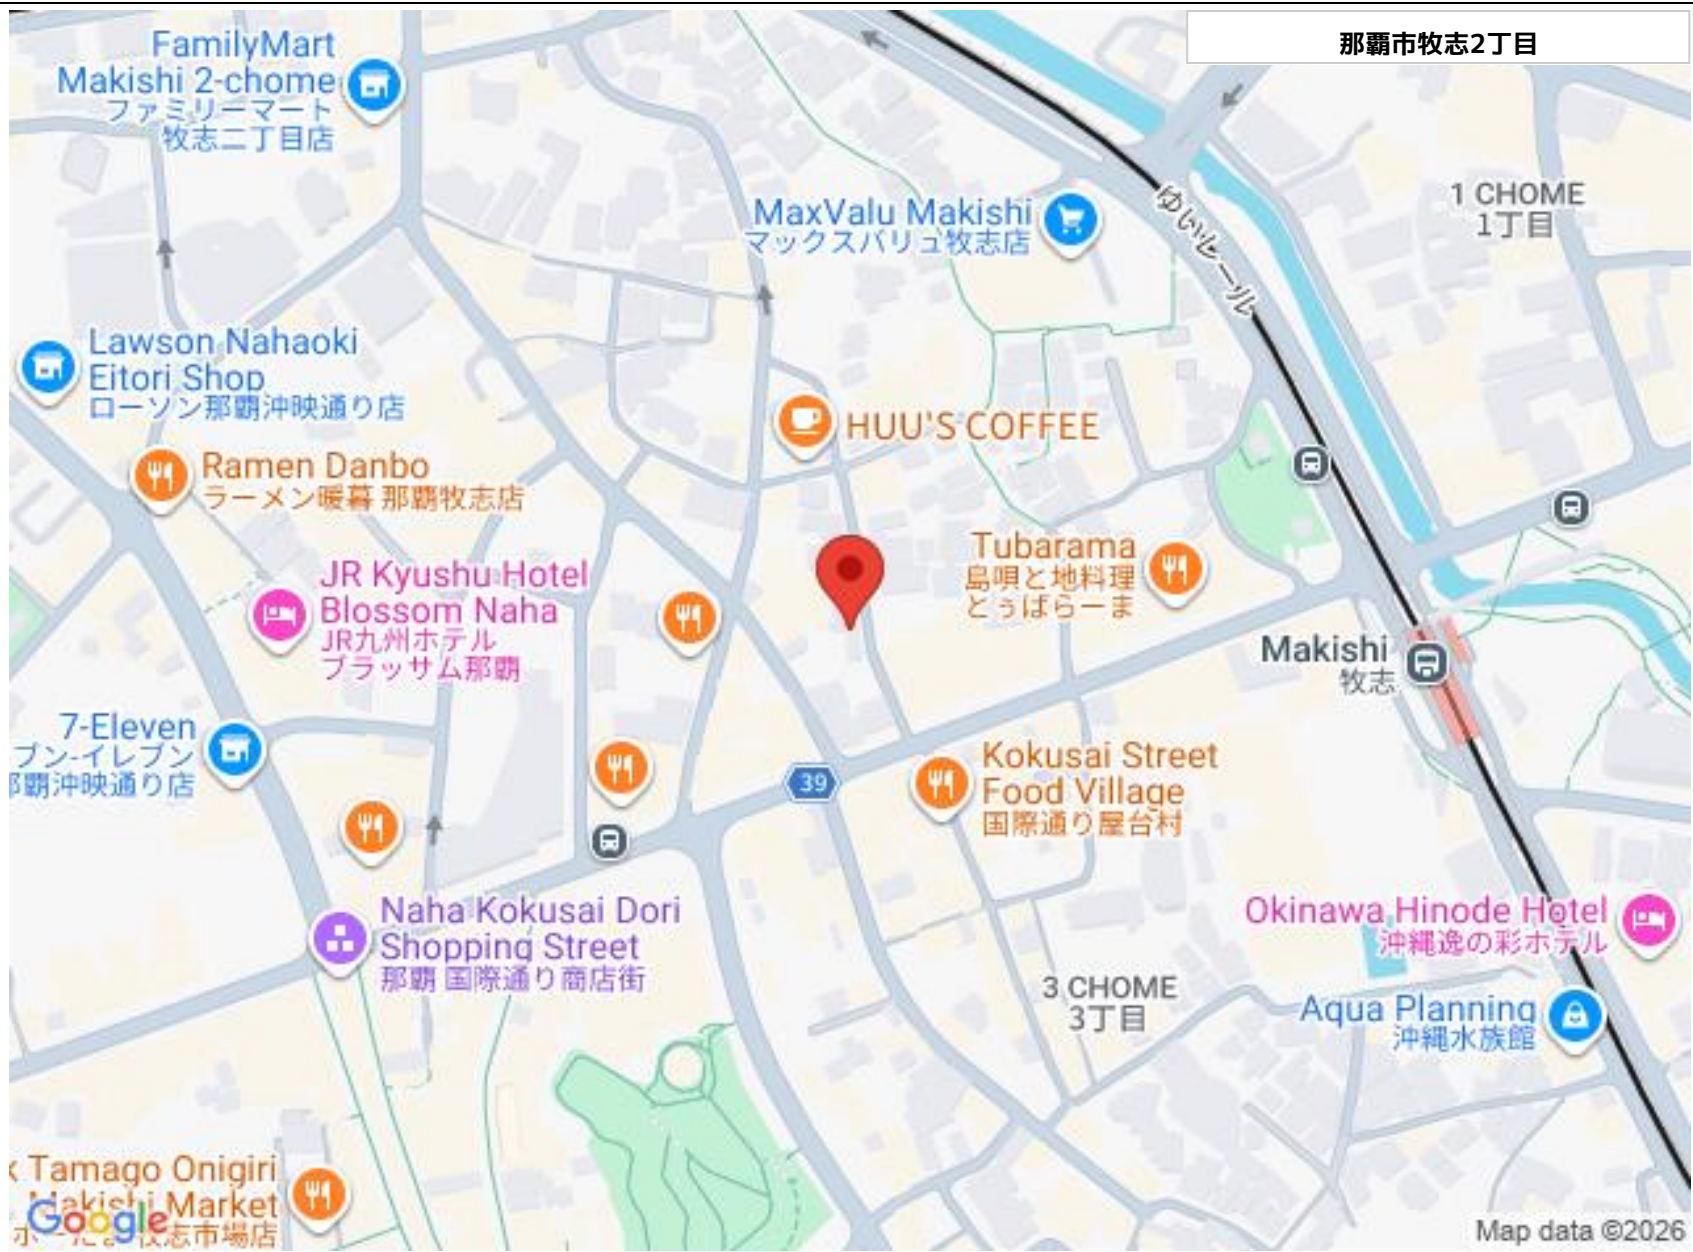 那覇市牧志2丁目
FamilyMart
Makishi 2-chome
ファミリーマート
牧志二丁目店
1 CHOME
1丁目
MaxValu Makishi
マックスバリュ牧志店
ゆいレール
Lawson Nahaoki
Eitori Shop
ローソン那覇沖映通り店
HUU'S COFFEE
Ramen Danbo
ラーメン暖暮 那覇牧志店
Tubarama
島唄と地料理
とぅばらーま
JR Kyushu Hotel
Blossom Naha
JR九州ホテル
ブラッサム那覇
Makishi
牧志
7-Eleven
ブン-イレブン
那覇沖映通り店
39
Kokusai Street
Food Village
国際通り屋台村
Naha Kokusai Dori
Shopping Street
那覇 国際通り商店街
Okinawa Hinode Hotel
沖縄逸の彩ホテル
3 CHOME
3丁目
Aqua Planning
沖縄水族館
Tamago Onigiri
Makishi Market
牧志市場店
Google
Map data ©2026